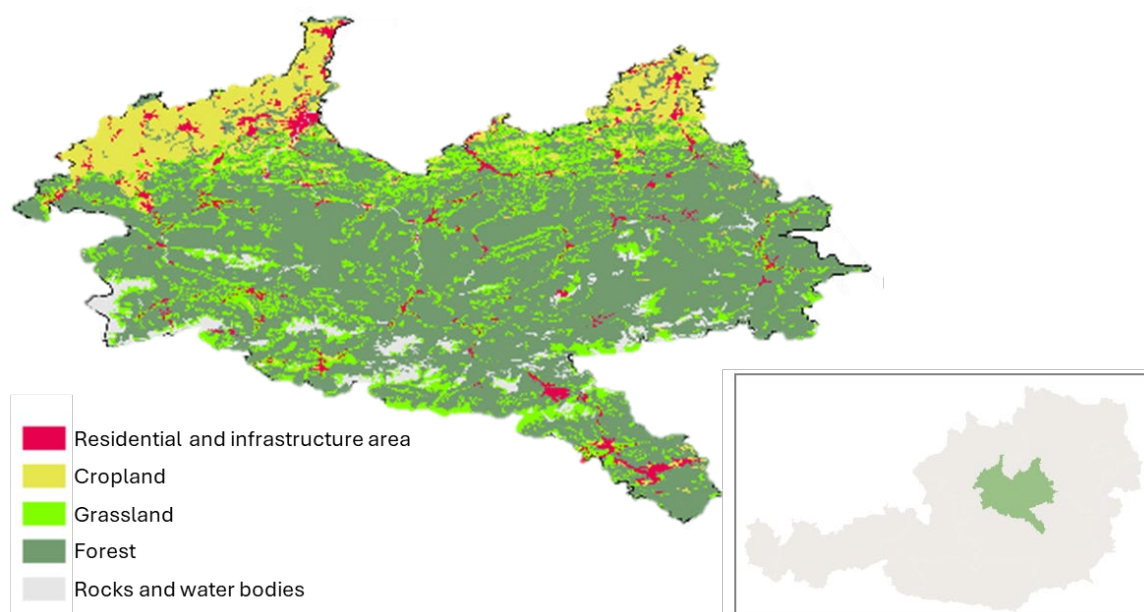 Residential and infrastructure area
Cropland
Grassland
Forest
Rocks and water bodies